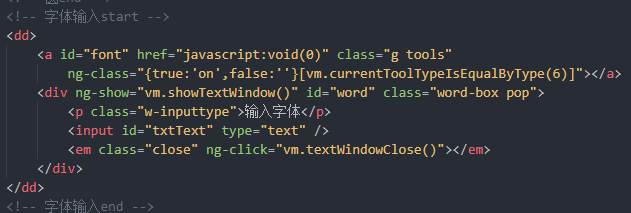 <!-- 字体输入start -->
<dd>
<a id="font" href="javascript:void(0)" class="g tools"
ng-class="{true:'on',false:''}[vm.currentToolTypeIsEqualByType(6)]"></a>
<div ng-show="vm.showTextWindow()" id="word" class="word-box pop">
<p class="w-inputtype">输入字体</p>
<input id="txtText" type="text" />
<em class="close" ng-click="vm.textWindowClose()"></em>
</div>
</dd>
<!-- 字体输入end -->